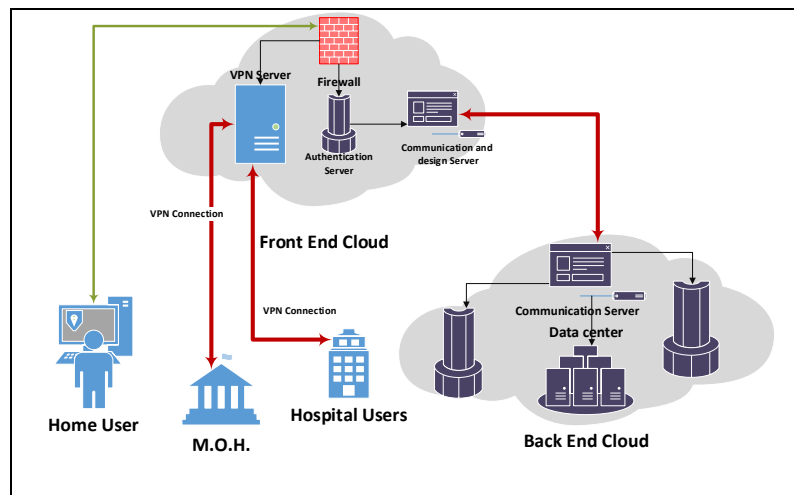 VPN Server
Firewall
Authentication
Server
Communication and
design Server
VPN Connection
Front End Cloud
VPN Connection
Communication Server
Data center
Home User
M.O.H.
Hospital Users
Back End Cloud